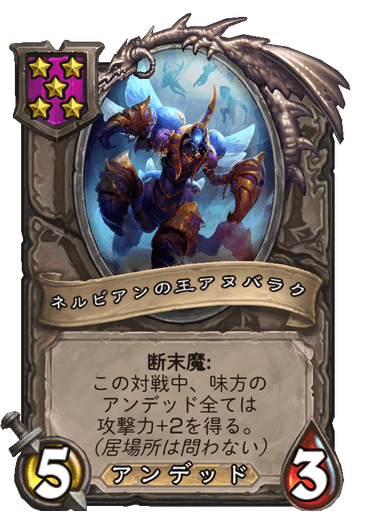 ネルビアンの王アヌバラク
断末魔:
この対戦中、味方の
アンデッド全ては
攻撃力+2を得る。
(居場所は問わない)
アンデッド
5
3